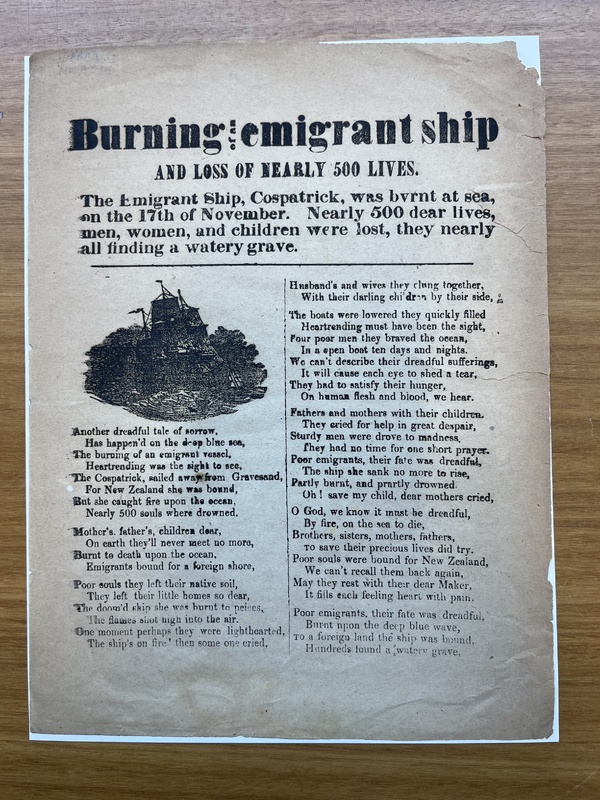 Burning of an emigrant ship
AND LOSS OF NEARLY 500 LIVES.
The Emigrant Ship, Cospatrick, was bvrnt at sea,
on the 17th of November. Nearly 500 dear lives,
men, women, and children were lost, they nearly
all finding a watery grave.
Another dreadful tale of sorrow,
Has happen'd on the deep blue sea,
The burning of an emigrant vessel,
Heartrending was the sight to see,
The Cospatrick, sailed away from Gravesand,
For New Zealand she was bound,
But she caught fire upon the ocean,
Nearly 500 souls where drowned.
Mother's, father's, children dear,
On earth they'll never meet no more,
Burnt to death upon the ocean,
Emigrants bound for a foreign shore,
Poor souls they left their native soil,
They left their little homes so dear,
The doom'd ship she was burnt to peices,
The flames shot high into the air.
One moment perhaps they were lighthearted,
The ship's on fire! then some one cried,
Husband's and wives they clung together,
With their darling children by their side,
The boats were lowered they quickly filled
Heartrending must have been the sight,
Four poor men they braved the ocean,
In a open boat ten days and nights.
We can't describe their dreadful sufferings,
It will cause each eye to shed a tear,
They had to satisfy their hunger,
On human flesh and blood, we hear.
Fathers and mothers with their children.
They cried for help in great despair,
Sturdy men were drove to madness,
They had no time for one short prayer.
Poor emigrants, their fate was dreadful,
The ship she sank no more to rise,
Partly burnt, and prartly drowned.
Oh! save my child, dear mothers cried,
O God, we know it must be dreadful,
By fire, on the sea to die,
Brothers, sisters, mothers, fathers,
To save their precious lives did try.
Poor souls were bound for New Zealand,
We can't recall them back again,
May they rest with their dear Maker,
It fills each feeling heart with pain.
Poor emigrants, their fate was dreadful,
Burnt npon the deep blue wave,
To a foreign land the ship was bound,
Hundreds found a watery grave.